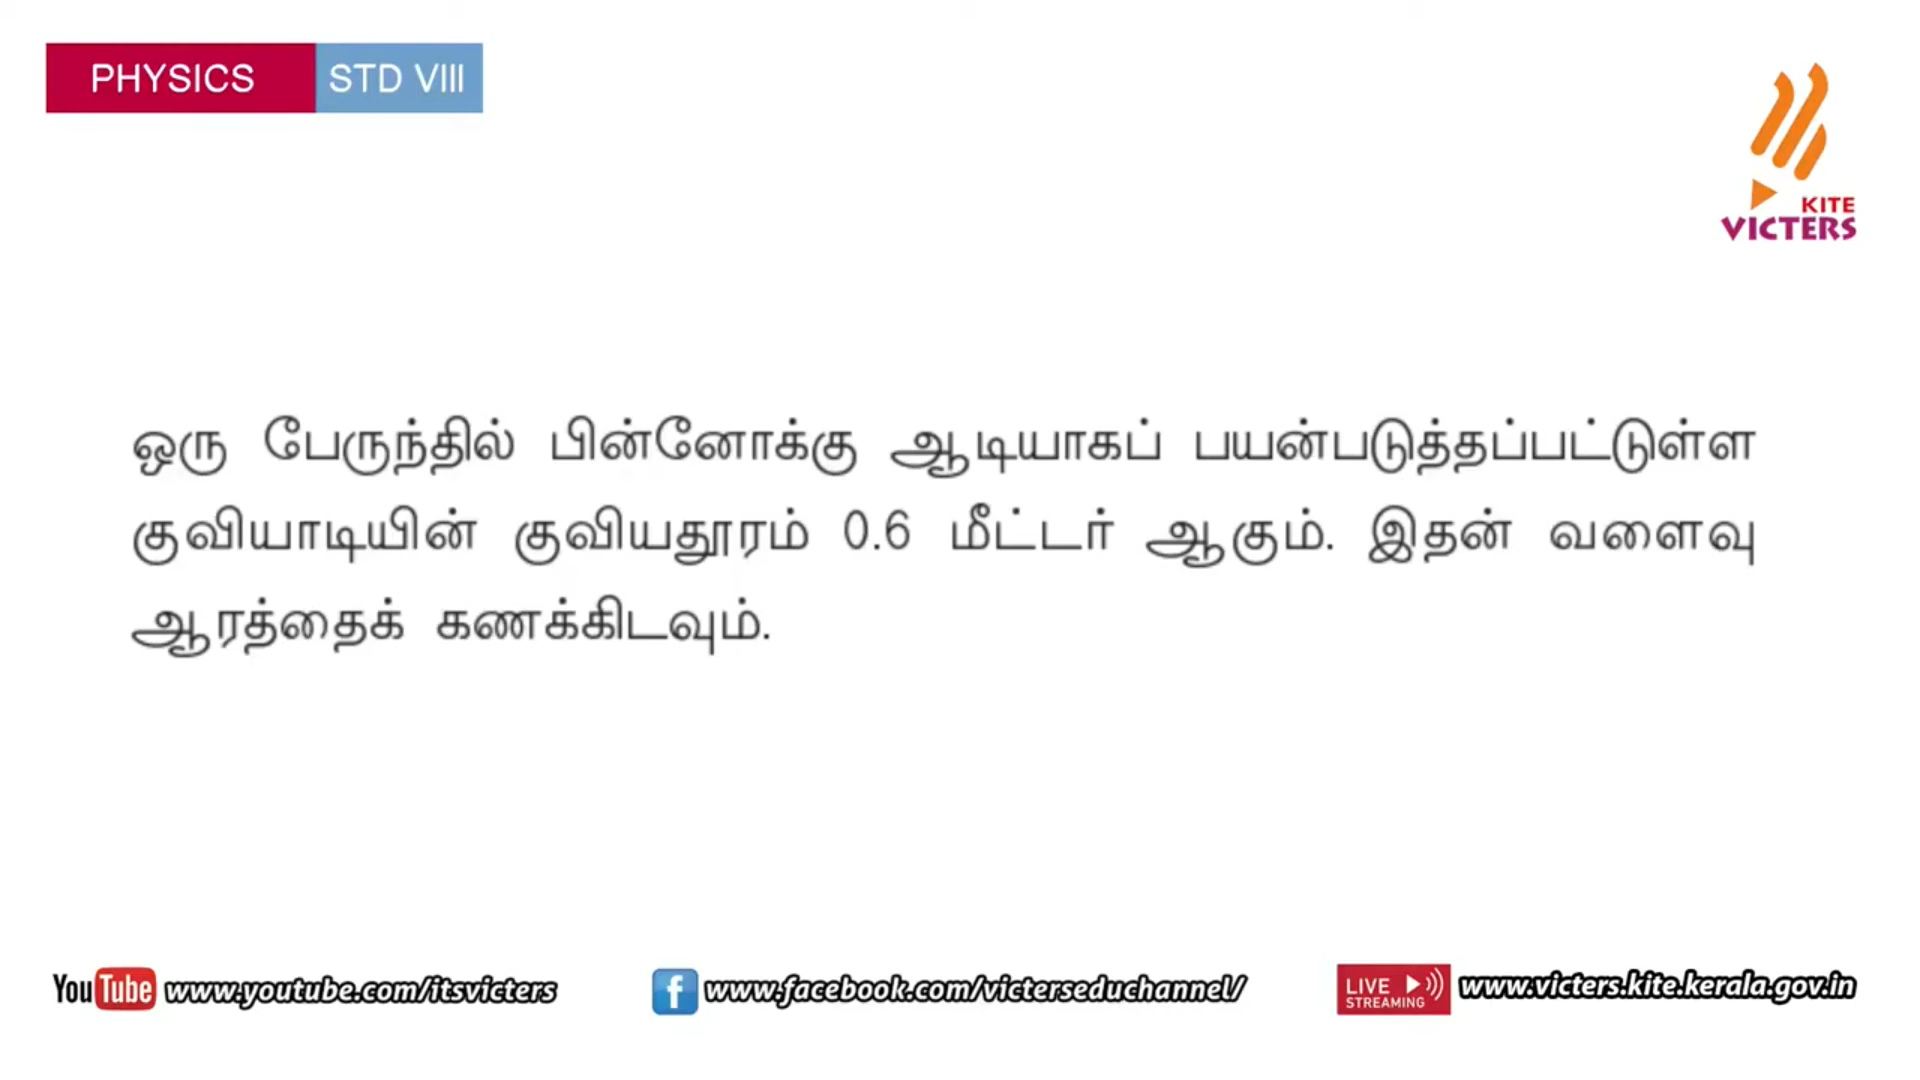 PHYSICS STD VIII
KITE
VICTERS
ஒரு பேருந்தில் பின்னோக்கு ஆடியாகப் பயன்படுத்தப்பட்டுள்ள
குவியாடியின் குவியதூரம் 0.6 மீட்டர் ஆகும். இதன் வளைவு
ஆரத்தைக் கணக்கிடவும்.
YouTube www.youtube.com/itsvicters f www.facebook.com/victerseduchannel/ LIVE STREAMING www.victers.kite.kerala.gov.in